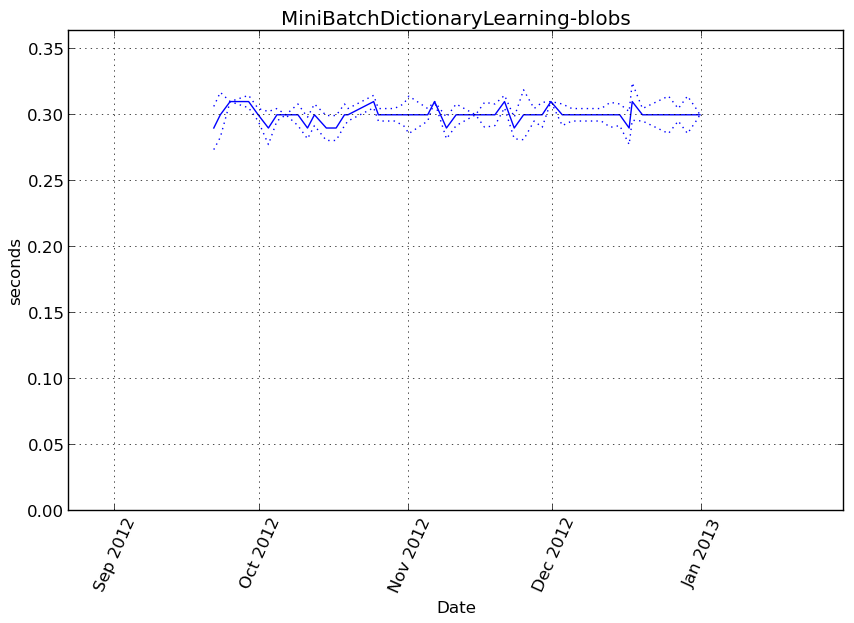 MiniBatchDictionaryLearning-blobs
0.35
0.30
0.25
0.20
0.15
0.10
0.05
0.00
seconds
Sep 2012
Oct 2012
Nov 2012
Dec 2012
Jan 2013
Date